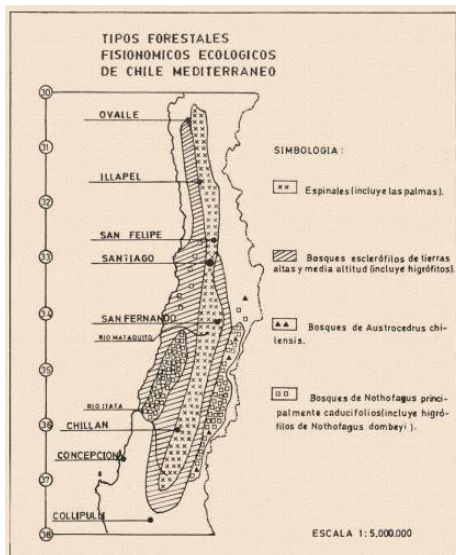 TIPOS FORESTALES
FISIONOMICOS ECOLOGICOS
DE CHILE MEDITERRANEO
30
OVALLE
31
ILLAPEL
32
SAN FELIPE
33
SANTIAGO
34
SAN FERNANDO
RIO MATAQUITO
35
RIO ITATA
36
CHILLAN
CONCEPCION
37
COLLIPULLI
38
SIMBOLOGIA:
Espinales (incluye las palmas).
Bosques esclerófilos de tierras
altas y media altitud (incluye higrófitos).
Bosques de Austrocedrus chi-
lensis.
Bosques de Nothofagus princi-
palmente caducifolios (incluye higró-
filos de Nothofagus dombeyi).
ESCALA 1:5,000.000